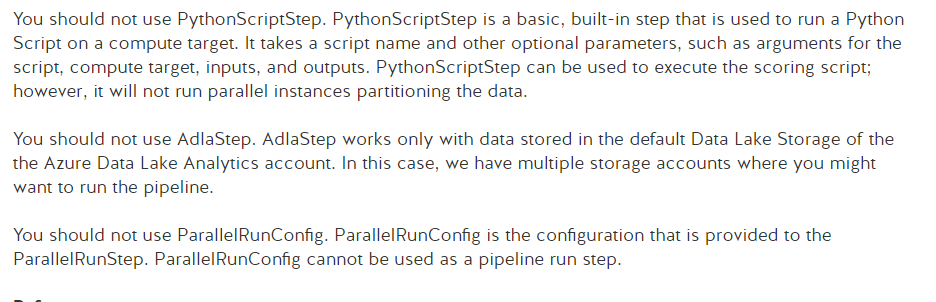 You should not use PythonScriptStep. PythonScriptStep is a basic, built-in step that is used to run a Python
Script on a compute target. It takes a script name and other optional parameters, such as arguments for the
script, compute target, inputs, and outputs. PythonScriptStep can be used to execute the scoring script;
however, it will not run parallel instances partitioning the data.
You should not use AdlaStep. AdlaStep works only with data stored in the default Data Lake Storage of the
the Azure Data Lake Analytics account. In this case, we have multiple storage accounts where you might
want to run the pipeline.
You should not use ParallelRunConfig. ParallelRunConfig is the configuration that is provided to the
ParallelRunStep. ParallelRunConfig cannot be used as a pipeline run step.